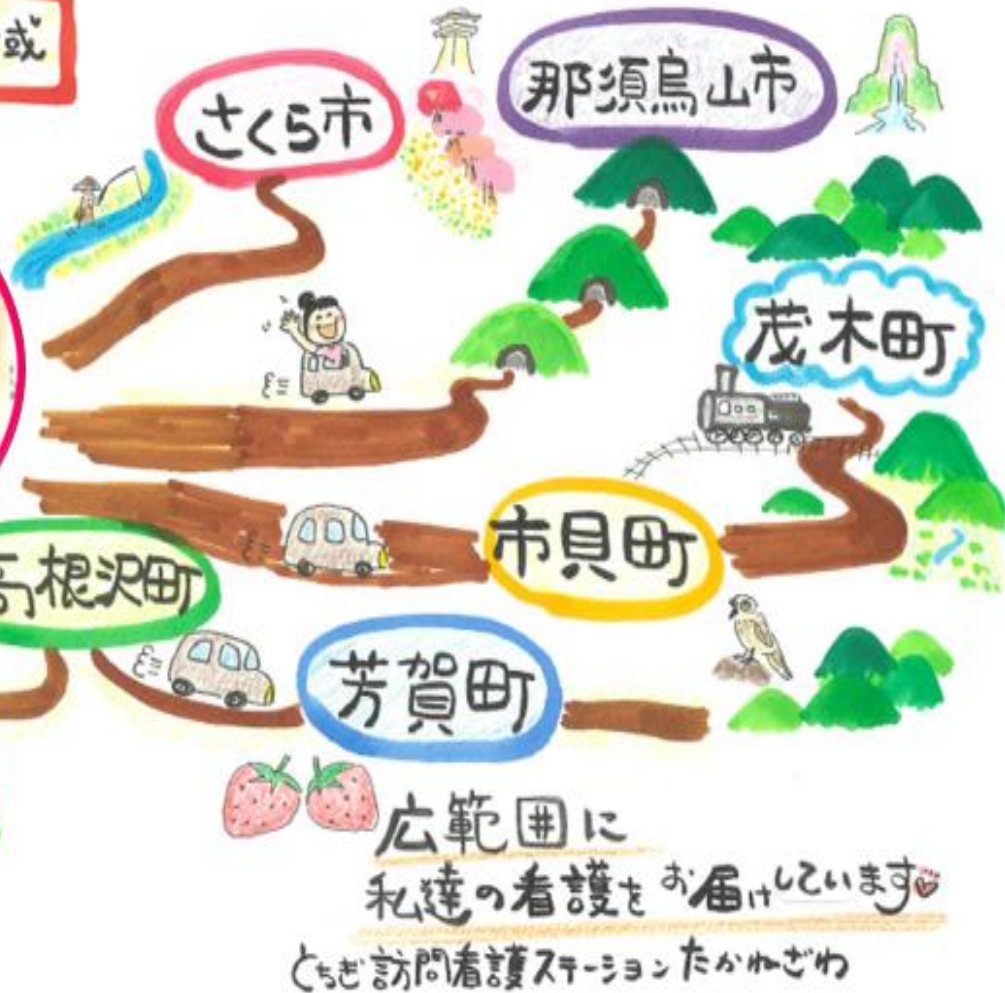 域
さくら市
那須烏山市
茂木町
市貝町
高根沢町
芳賀町
広範囲に
私達の看護をお届けしています
とちぎ訪問看護ステーションたかねざわ